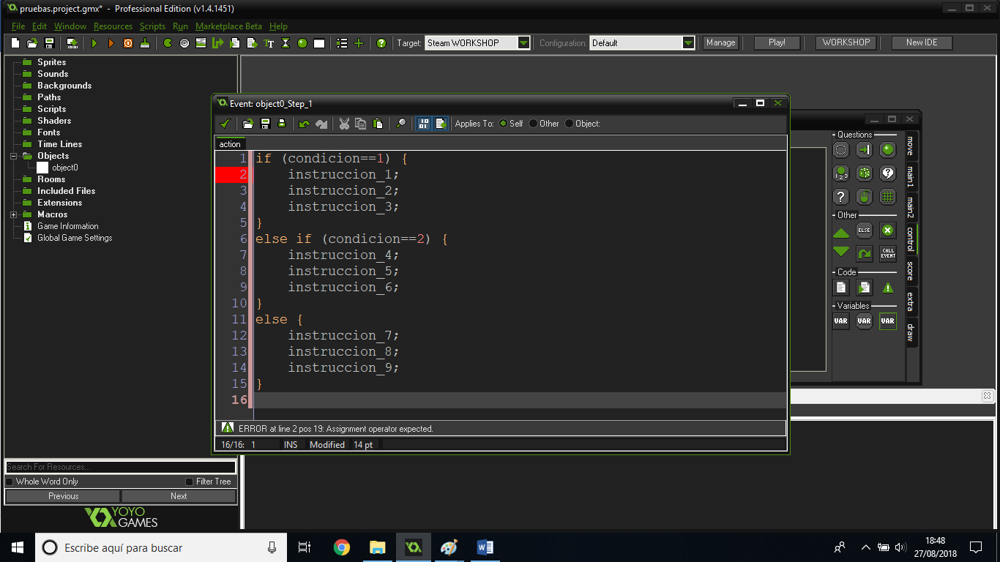 pruebas.project.gmx* - Professional Edition (v1.4.1451)
File Edit Window Resources Scripts Run Marketplace Beta Help
Target: Steam WORKSHOP Configuration: Default Manage Play! WORKSHOP New IDE
Sprites
Sounds
Backgrounds
Paths
Scripts
Shaders
Fonts
Time Lines
Objects
object0
Rooms
Included Files
Extensions
Macros
Game Information
Global Game Settings
Search For Resources...
Whole Word Only Filter Tree
Previous Next
YOYO
GAMES
Event: object0_Step_1
Applies To: Self Other Object:
action
1 if (condicion==1) {
2 instruccion_1;
3 instruccion_2;
4 instruccion_3;
5 }
6 else if (condicion==2) {
7 instruccion_4;
8 instruccion_5;
9 instruccion_6;
10 }
11 else {
12 instruccion_7;
13 instruccion_8;
14 instruccion_9;
15 }
16
ERROR at line 2 pos 19: Assignment operator expected.
16/16: 1 INS Modified 14 pt
Questions
1 2 3
?
?
Other
ELSE
CALL
EVENT
Code
Variables
VAR VAR VAR
move
main1
main2
control
score
extra
draw
Escribe aquí para buscar
18:48
27/08/2018